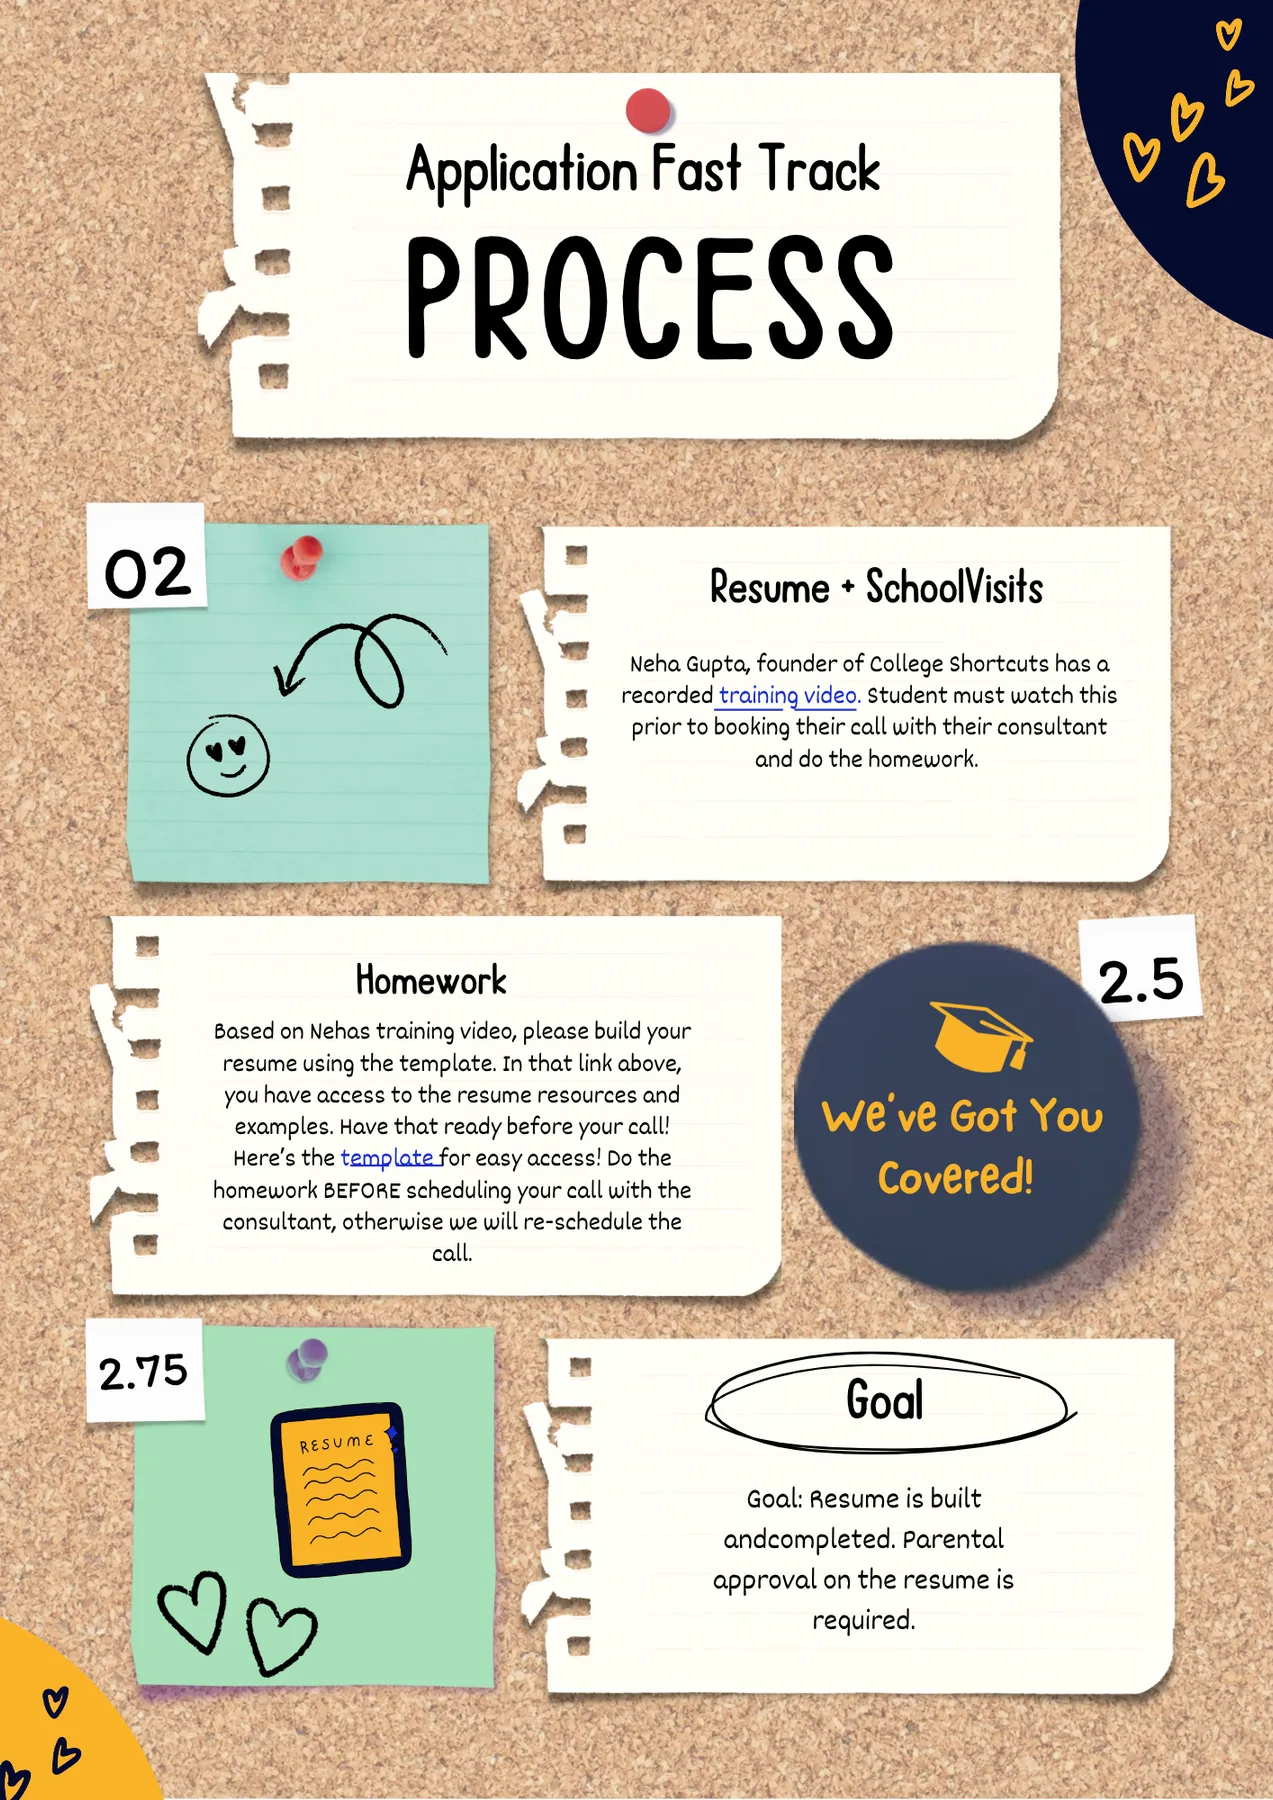 Application Fast Track
PROCESS
02
Resume + SchoolVisits
Neha Gupta, founder of College Shortcuts has a
recorded training video. Student must watch this
prior to booking their call with their consultant
and do the homework.
Homework
Based on Nehas training video, please build your
resume using the template. In that link above,
you have access to the resume resources and
examples. Have that ready before your call!
Here's the template for easy access! Do the
homework BEFORE scheduling your call with the
consultant, otherwise we will re-schedule the
call.
2.5
We've Got You
Covered!
2.75
RESUME
Goal
Goal: Resume is built
andcompleted. Parental
approval on the resume is
required.